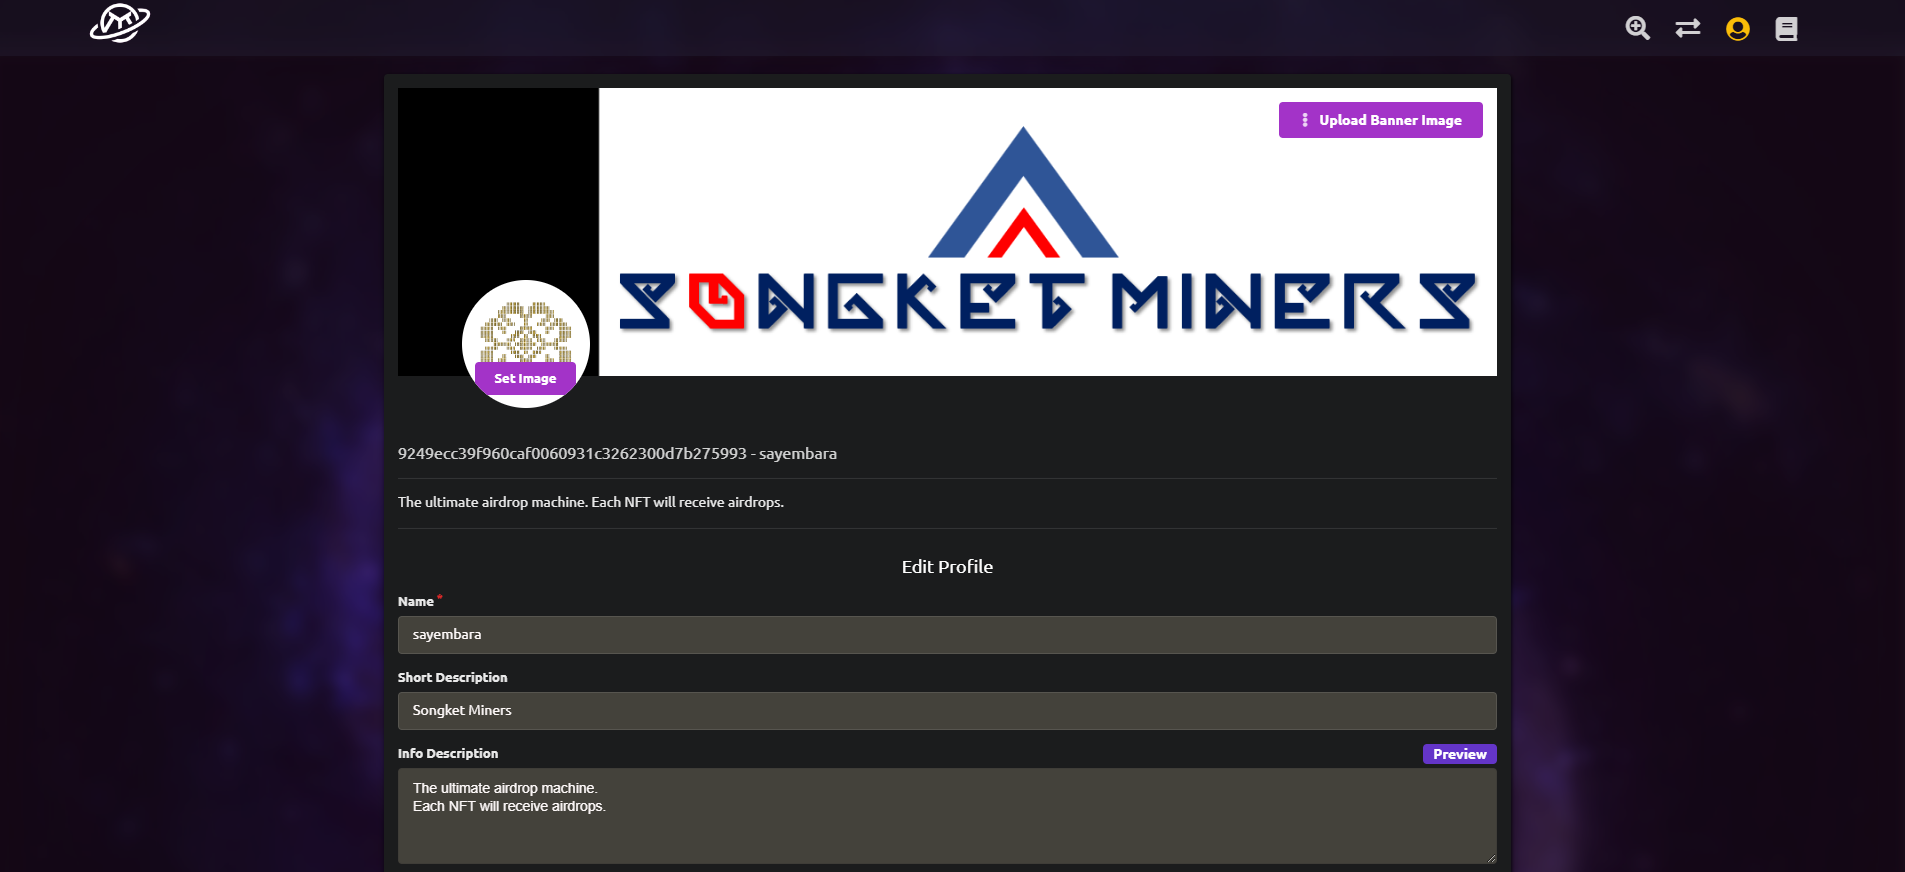 Upload Banner Image
SONGKET MINERS
Set Image
9249ecc39f960caf0060931c3262300d7b275993 - sayembara
The ultimate airdrop machine. Each NFT will receive airdrops.
Edit Profile
Name *
sayembara
Short Description
Songket Miners
Info Description
Preview
The ultimate airdrop machine.
Each NFT will receive airdrops.